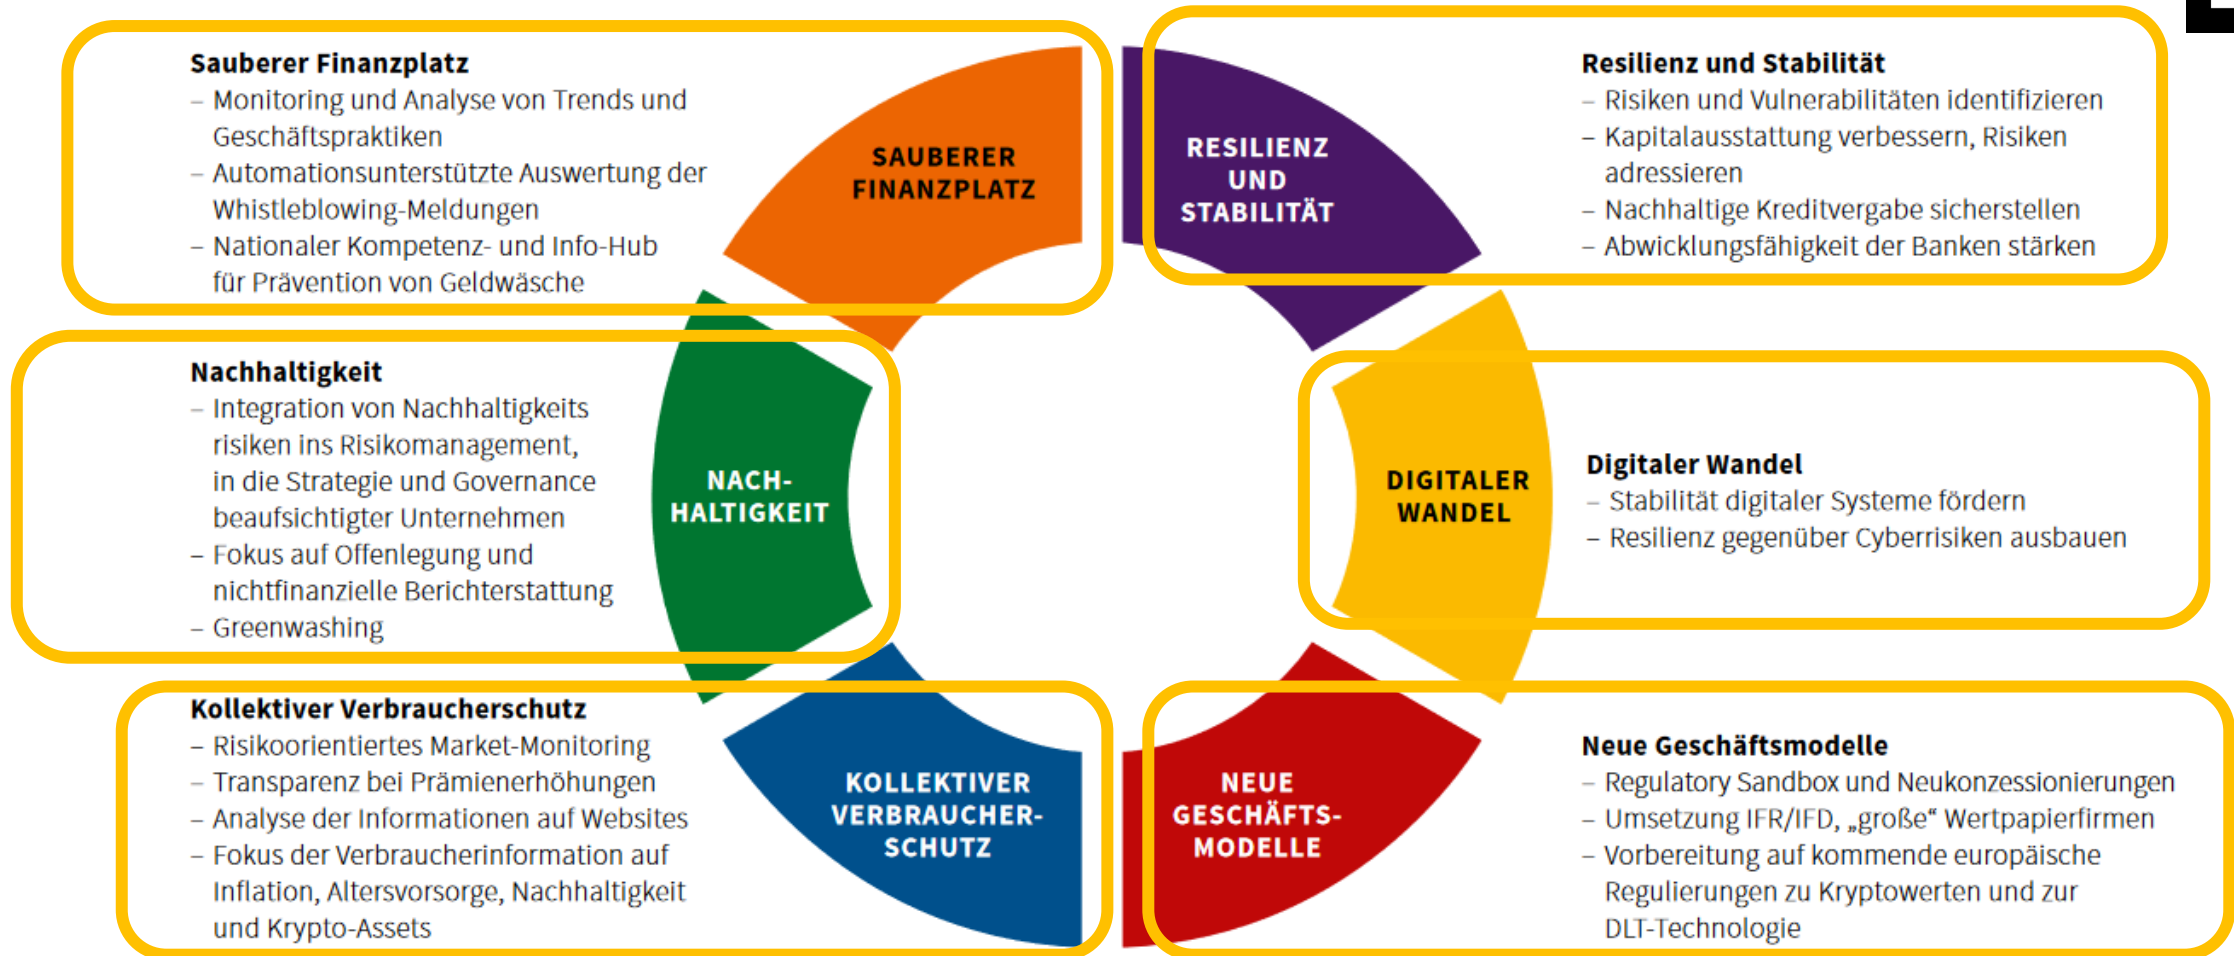 Sauberer Finanzplatz
– Monitoring und Analyse von Trends und
Geschäftspraktiken
– Automationsunterstützte Auswertung der
Whistleblowing-Meldungen
– Nationaler Kompetenz- und Info-Hub
für Prävention von Geldwäsche
SAUBERER
FINANZPLATZ
RESILIENZ
UND
STABILITÄT
Resilienz und Stabilität
– Risiken und Vulnerabilitäten identifizieren
– Kapitalausstattung verbessern, Risiken
adressieren
– Nachhaltige Kreditvergabe sicherstellen
– Abwicklungsfähigkeit der Banken stärken
Nachhaltigkeit
– Integration von Nachhaltigkeits
risiken ins Risikomanagement,
in die Strategie und Governance
beaufsichtigter Unternehmen
– Fokus auf Offenlegung und
nichtfinanzielle Berichterstattung
– Greenwashing
NACH-
HALTIGKEIT
DIGITALER
WANDEL
Digitaler Wandel
– Stabilität digitaler Systeme fördern
– Resilienz gegenüber Cyberrisiken ausbauen
Kollektiver Verbraucherschutz
– Risikoorientiertes Market-Monitoring
– Transparenz bei Prämienerhöhungen
– Analyse der Informationen auf Websites
– Fokus der Verbraucherinformation auf
Inflation, Altersvorsorge, Nachhaltigkeit
und Krypto-Assets
KOLLEKTIVER
VERBRAUCHER-
SCHUTZ
NEUE
GESCHÄFTS-
MODELLE
Neue Geschäftsmodelle
– Regulatory Sandbox und Neukonzessionierungen
– Umsetzung IFR/IFD, „große“ Wertpapierfirmen
– Vorbereitung auf kommende europäische
Regulierungen zu Kryptowerten und zur
DLT-Technologie